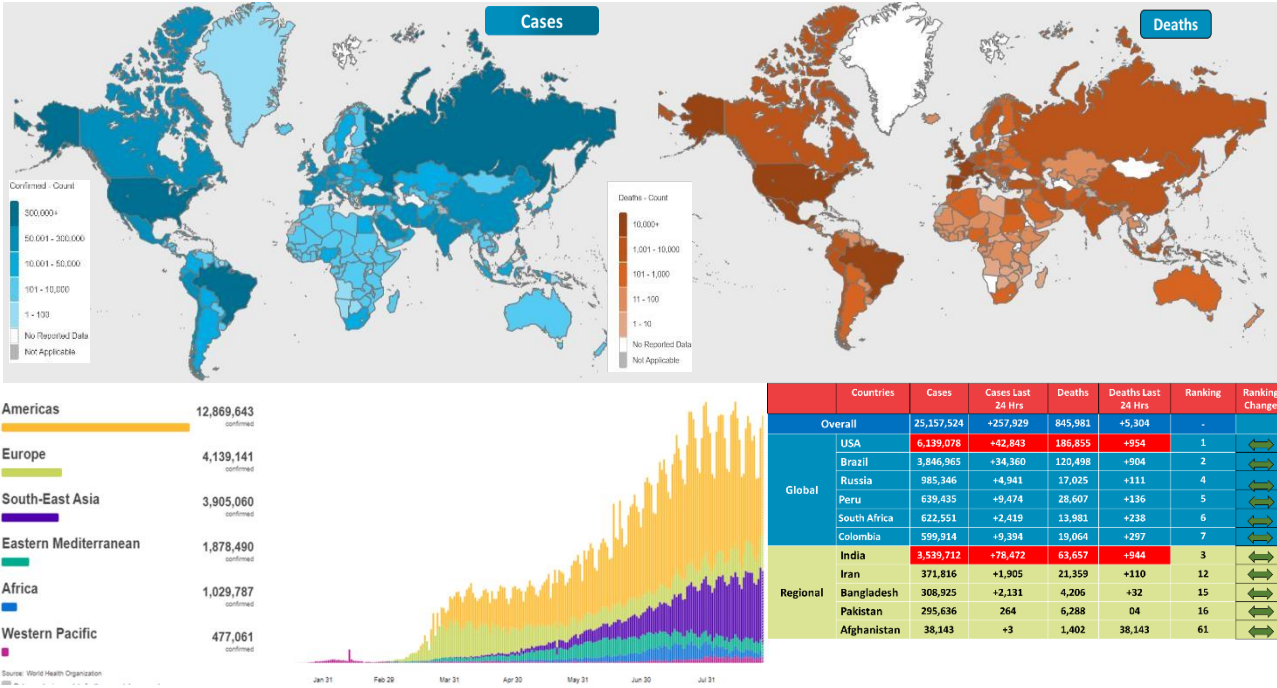 Cases
Deaths
Confirmed - Count
300,000+
50.001 - 300,000
10.001 - 50,000
101 - 10,000
1 - 100
No Reported Data
Not Applicable
Deaths - Count
10,000+
1.001 - 10,000
101 - 1,000
11 - 100
1 - 10
No Reported Data
Not Applicable
Americas
12,869,643
confirmed
Europe
4,139,141
confirmed
South-East Asia
3,905,060
confirmed
Eastern Mediterranean
1,878,490
confirmed
Africa
1,029,787
confirmed
Western Pacific
477,061
confirmed
Source: World Health Organization
Jan 31 Feb 29 Mar 31 Apr 30 May 31 Jun 30 Jul 31
Countries Cases Cases Last 24 Hrs Deaths Deaths Last 24 Hrs Ranking Ranking Change
Overall 25,157,524 +257,929 845,981 +5,304 -
Global
USA 6,139,078 +42,843 186,855 +954 1
Brazil 3,846,965 +34,360 120,498 +904 2
Russia 985,346 +4,941 17,025 +111 4
Peru 639,435 +9,474 28,607 +136 5
South Africa 622,551 +2,419 13,981 +238 6
Colombia 599,914 +9,394 19,064 +297 7
Regional
India 3,539,712 +78,472 63,657 +944 3
Iran 371,816 +1,905 21,359 +110 12
Bangladesh 308,925 +2,131 4,206 +32 15
Pakistan 295,636 264 6,288 04 16
Afghanistan 38,143 +3 1,402 38,143 61